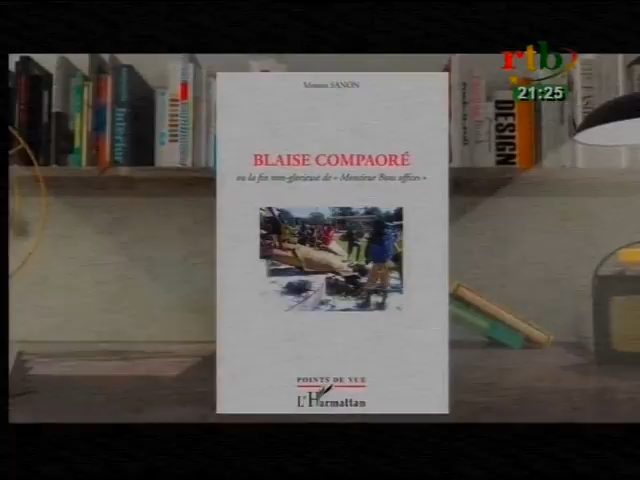 rtb
21:25
DESIGN
Moussa SANON
BLAISE COMPAORÉ
ou la fin non-glorieuse de « Monsieur Bons offices »
POINTS DE VUE
L'Harmattan